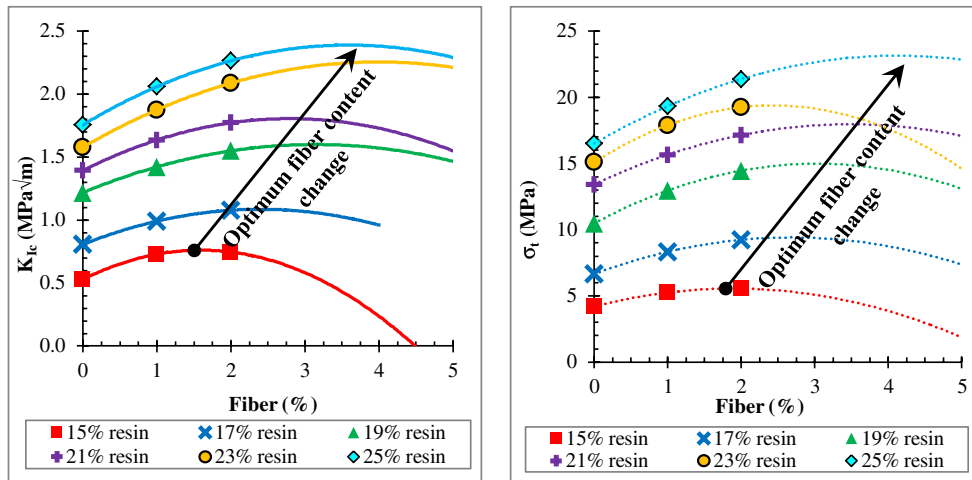 2.5
2.0
1.5
1.0
0.5
0.0
K_Ic (MPa√m)
Optimum fiber content
change
0 1 2 3 4 5
Fiber (%)
15% resin 17% resin 19% resin
21% resin 23% resin 25% resin
25
20
15
10
5
0
σ_t (MPa)
Optimum fiber content
change
0 1 2 3 4 5
Fiber (%)
15% resin 17% resin 19% resin
21% resin 23% resin 25% resin